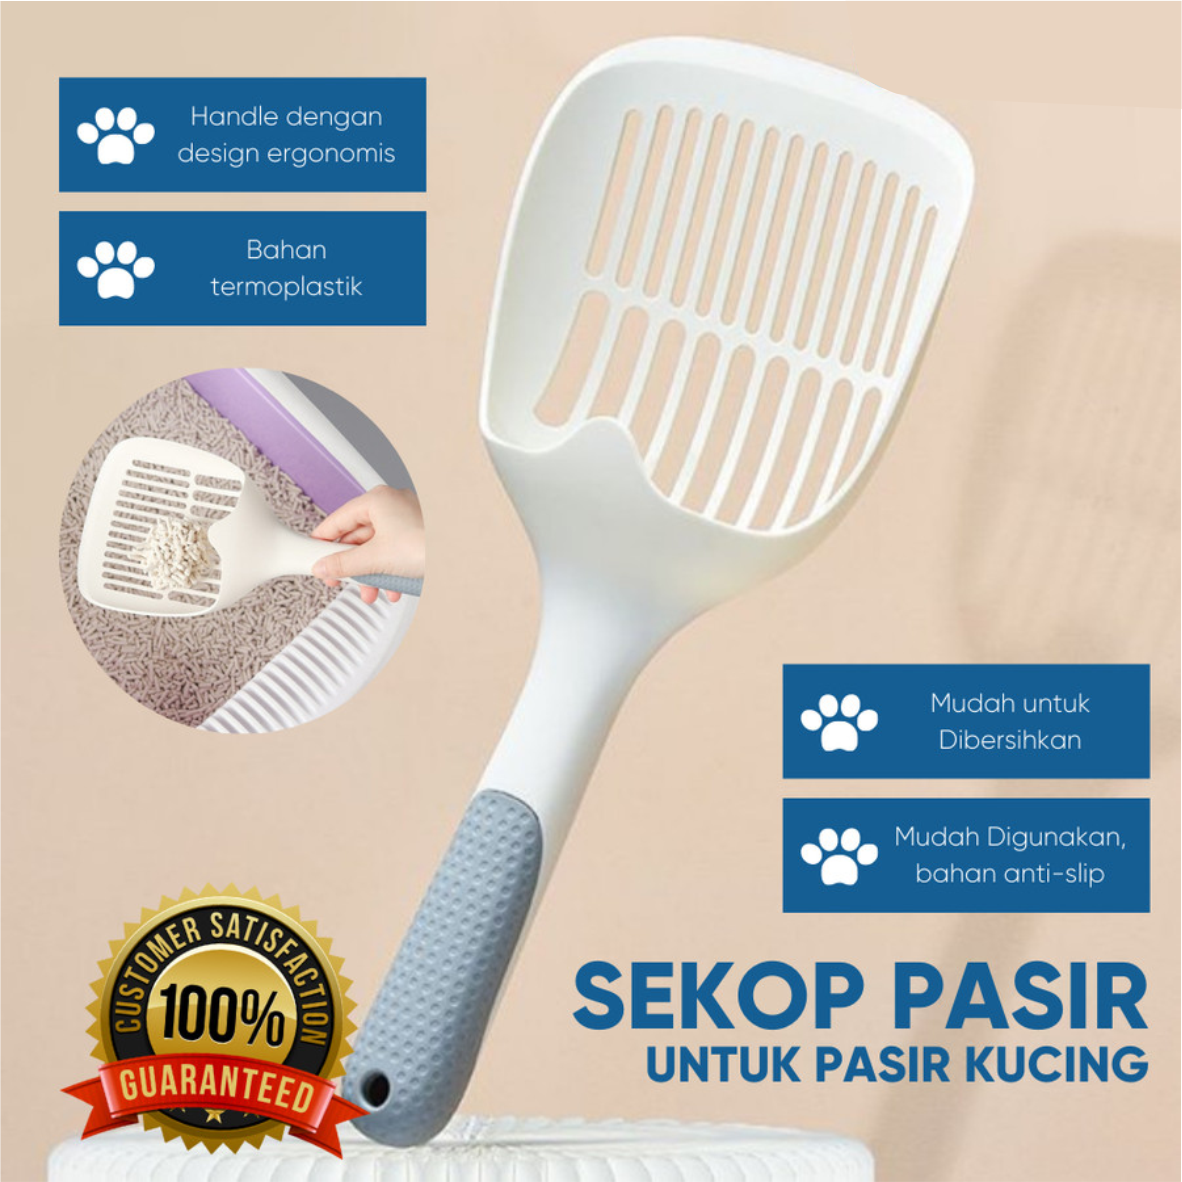 Handle dengan
design ergonomis
Bahan
termoplastik
Mudah untuk
Dibersihkan
Mudah Digunakan,
bahan anti-slip
CUSTOMER SATISFACTION
100%
GUARANTEED
SEKOP PASIR
UNTUK PASIR KUCING